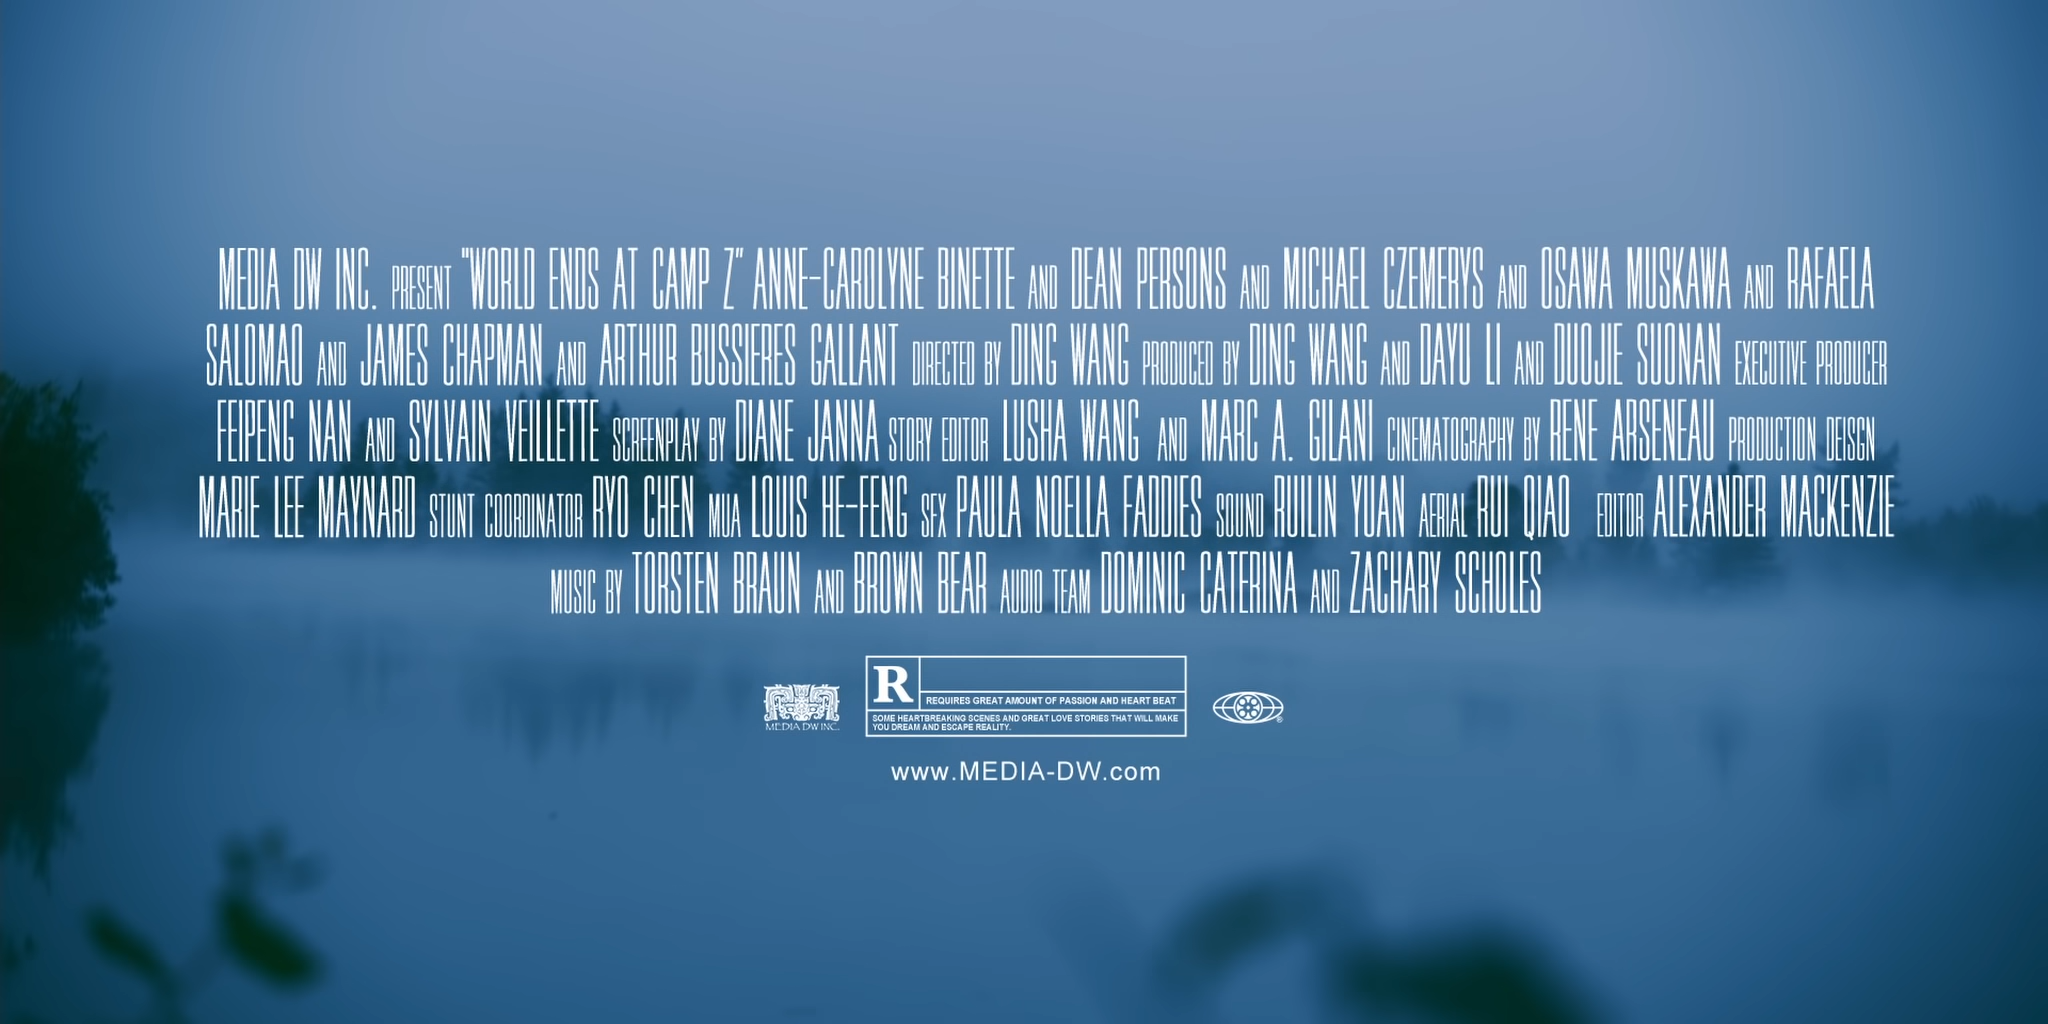 MEDIA DW INC. PRESENT "WORLD ENDS AT CAMP Z" ANNE-CAROLYNE BINETTE AND DEAN PERSONS AND MICHAEL CZEMERYS AND OSAWA MUSKAWA AND RAFAELA
SALOMAO AND JAMES CHAPMAN AND ARTHUR BUSSIERES GALLANT DIRECTED BY DING WANG PRODUCED BY DING WANG AND DAYU LI AND DUOJIE SUONAN EXECUTIVE PRODUCER
FEIPENG NAN AND SYLVAIN VEILLETTE SCREENPLAY BY DIANE JANNA STORY EDITOR LUSHA WANG AND MARC A. GILANI CINEMATOGRAPHY BY RENE ARSENEAU PRODUCTION DEISGN
MARIE LEE MAYNARD STUNT COORDINATOR RYO CHEN MUA LOUIS HE-FENG SFX PAULA NOELLA FADDIES SOUND RUILIN YUAN AERIAL RUI QIAO EDITOR ALEXANDER MACKENZIE
MUSIC BY TORSTEN BRAUN AND BROWN BEAR AUDIO TEAM DOMINIC CATERINA AND ZACHARY SCHOLES
MEDIA DW INC.
R
REQUIRES GREAT AMOUNT OF PASSION AND HEART BEAT
SOME HEARTBREAKING SCENES AND GREAT LOVE STORIES THAT WILL MAKE
YOU DREAM AND ESCAPE REALITY.
®
www.MEDIA-DW.com